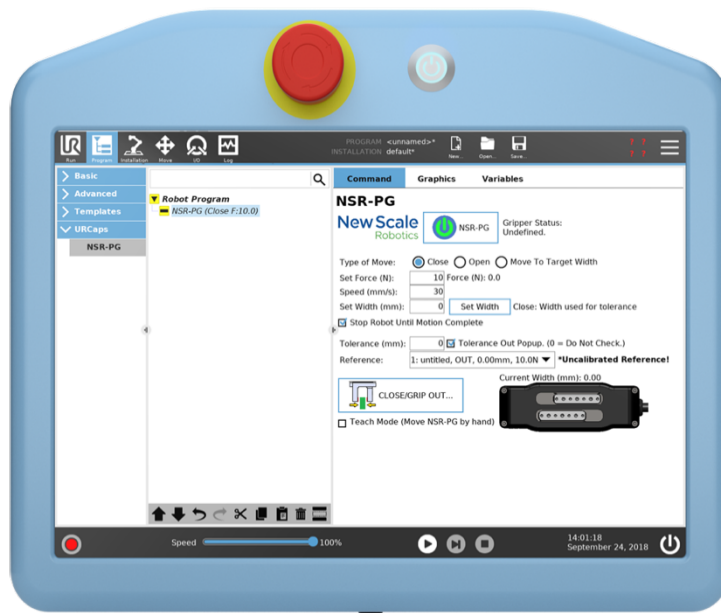 UR
Run
Program
Installation
Move
I/O
Log
PROGRAM <unnamed>*
INSTALLATION default*
New...
Open...
Save...
Basic
Advanced
Templates
URCaps
NSR-PG
Robot Program
NSR-PG (Close F:10.0)
Command Graphics Variables
NSR-PG
New Scale
Robotics
NSR-PG
Gripper Status:
Undefined.
Type of Move: Close Open Move To Target Width
Set Force (N): 10 Force (N): 0.0
Speed (mm/s): 30
Set Width (mm): 0 Set Width Close: Width used for tolerance
Stop Robot Until Motion Complete
Tolerance (mm): 0 Tolerance Out Popup. (0 = Do Not Check.)
Reference: 1: untitled, OUT, 0.00mm, 10.0N *Uncalibrated Reference!
Current Width (mm): 0.00
CLOSE/GRIP OUT...
Teach Mode (Move NSR-PG by hand)
Speed 100%
14:01:18
September 24, 2018